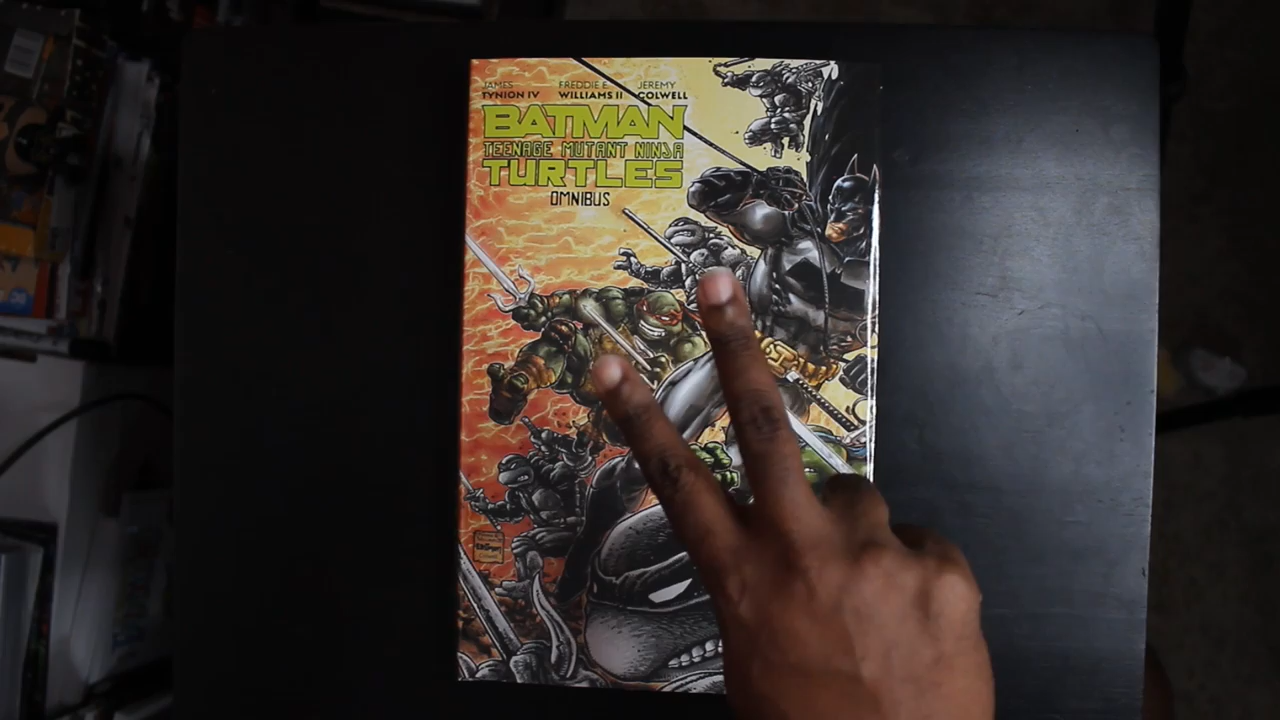 JAMES FREDDIE E. JEREMY
TYNION IV WILLIAMS II COLWELL
BATMAN
TEENAGE MUTANT NINJA
TURTLES
OMNIBUS